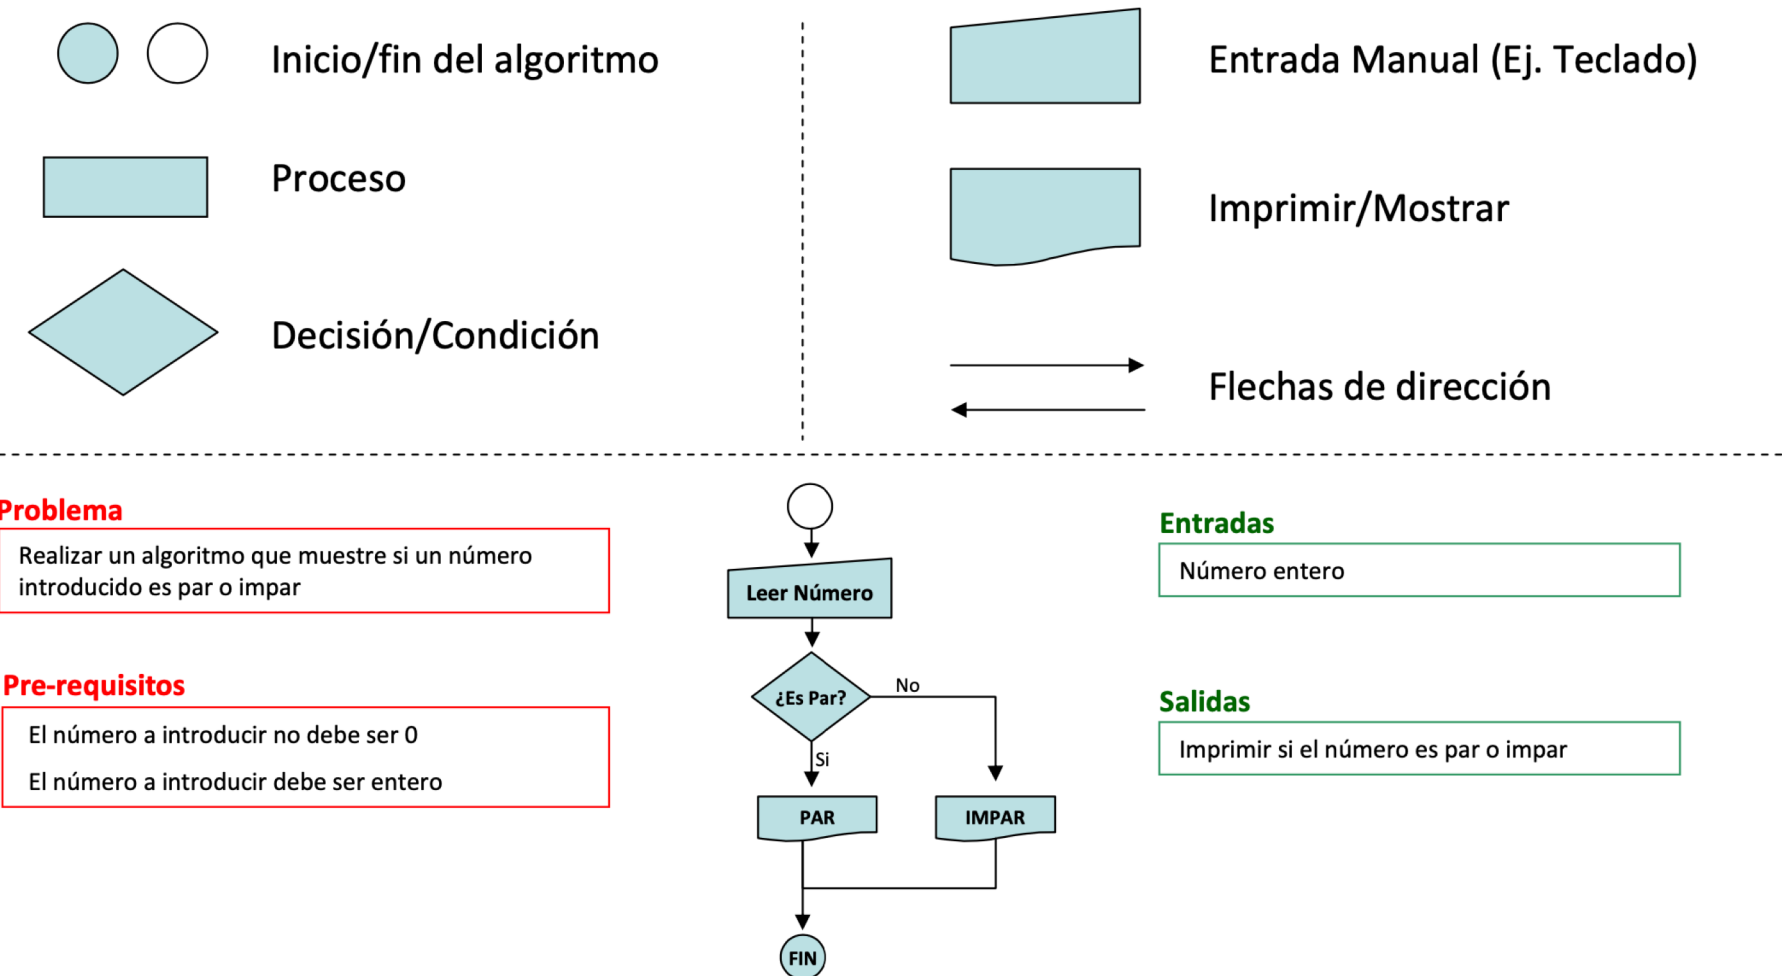 Inicio/fin del algoritmo
Proceso
Decisión/Condición
Entrada Manual (Ej. Teclado)
Imprimir/Mostrar
Flechas de dirección
Problema
Realizar un algoritmo que muestre si un número
introducido es par o impar
Pre-requisitos
El número a introducir no debe ser 0
El número a introducir debe ser entero
Leer Número
¿Es Par?
No
Si
PAR
IMPAR
FIN
Entradas
Número entero
Salidas
Imprimir si el número es par o impar